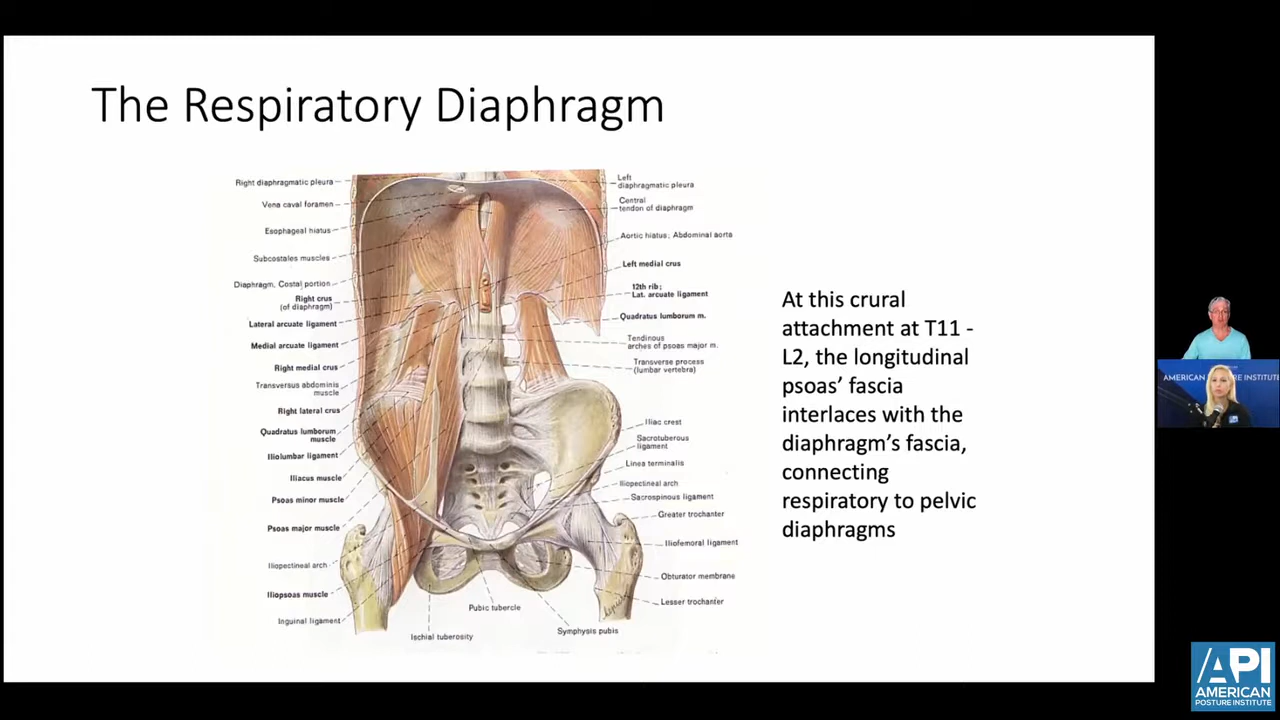 The Respiratory Diaphragm
Right diaphragmatic pleura
Vena caval foramen
Esophageal hiatus
Subcostales muscles
Diaphragm, Costal portion
Right crus
(of diaphragm)
Lateral arcuate ligament
Medial arcuate ligament
Right medial crus
Transversus abdominis
muscle
Right lateral crus
Quadratus lumborum
muscle
Iliolumbar ligament
Iliacus muscle
Psoas minor muscle
Psoas major muscle
Iliopectineal arch
Iliopsoas muscle
Inguinal ligament
Ischial tuberosity
Pubic tubercle
Symphysis pubis
Left
diaphragmatic pleura
Central
tendon of diaphragm
Aortic hiatus; Abdominal aorta
Left medial crus
12th rib;
Lat. arcuate ligament
Quadratus lumborum m.
Tendinous
arches of psoas major m.
Transverse process
(lumbar vertebra)
Iliac crest
Sacrotuberous
ligament
Linea terminalis
Iliopectineal arch
Sacrospinous ligament
Greater trochanter
Iliofemoral ligament
Obturator membrane
Lesser trochanter
At this crural
attachment at T11 -
L2, the longitudinal
psoas’ fascia
interlaces with the
diaphragm’s fascia,
connecting
respiratory to pelvic
diaphragms
AMERICAN INSTITUTE
API
AMERICAN
POSTURE INSTITUTE